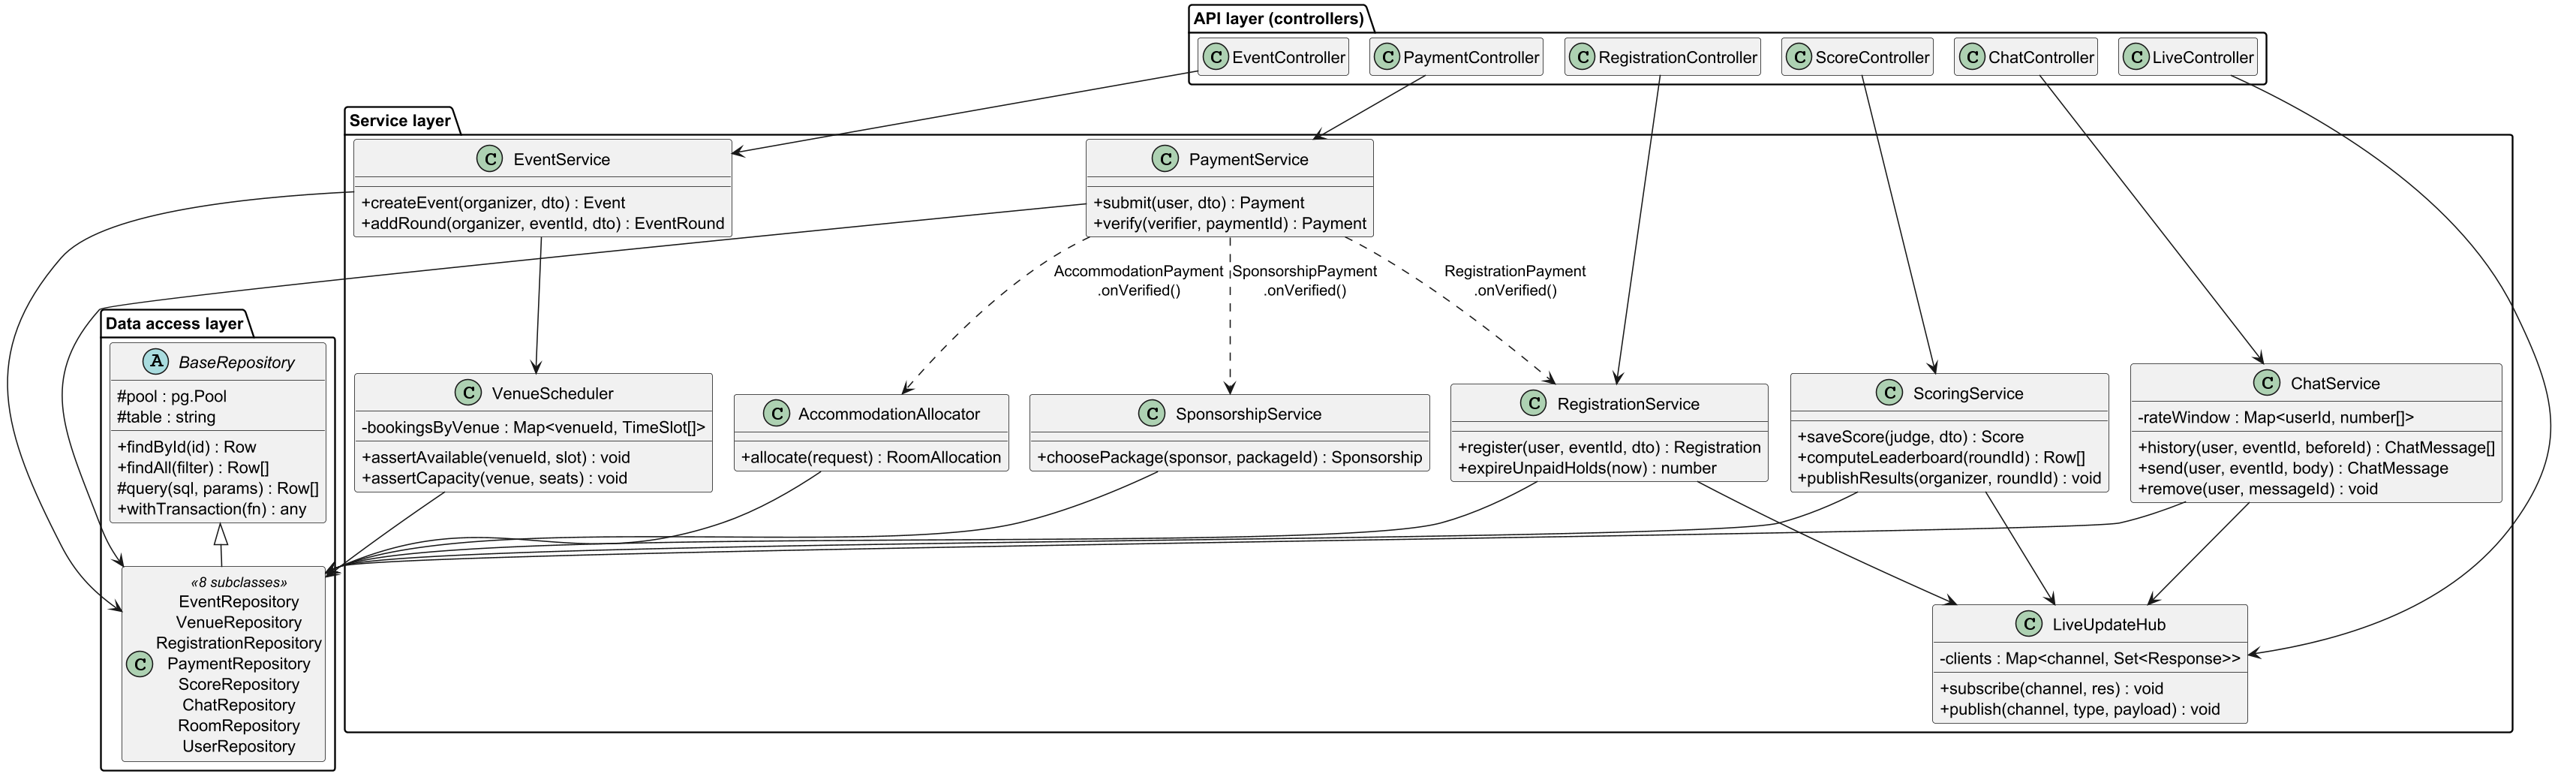 API layer (controllers)
C EventController
C PaymentController
C RegistrationController
C ScoreController
C ChatController
C LiveController
Service layer
C EventService
+createEvent(organizer, dto) : Event
+addRound(organizer, eventId, dto) : EventRound
C PaymentService
+submit(user, dto) : Payment
+verify(verifier, paymentId) : Payment
AccommodationPayment
.onVerified()
SponsorshipPayment
.onVerified()
RegistrationPayment
.onVerified()
Data access layer
A BaseRepository
#pool : pg.Pool
#table : string
+findById(id) : Row
+findAll(filter) : Row[]
#query(sql, params) : Row[]
+withTransaction(fn) : any
C VenueScheduler
-bookingsByVenue : Map<venueId, TimeSlot[]>
+assertAvailable(venueId, slot) : void
+assertCapacity(venue, seats) : void
C AccommodationAllocator
+allocate(request) : RoomAllocation
C SponsorshipService
+choosePackage(sponsor, packageId) : Sponsorship
C RegistrationService
+register(user, eventId, dto) : Registration
+expireUnpaidHolds(now) : number
C ScoringService
+saveScore(judge, dto) : Score
+computeLeaderboard(roundId) : Row[]
+publishResults(organizer, roundId) : void
C ChatService
-rateWindow : Map<userId, number[]>
+history(user, eventId, beforeId) : ChatMessage[]
+send(user, eventId, body) : ChatMessage
+remove(user, messageId) : void
«8 subclasses»
EventRepository
VenueRepository
RegistrationRepository
C PaymentRepository
ScoreRepository
ChatRepository
RoomRepository
UserRepository
C LiveUpdateHub
-clients : Map<channel, Set<Response>>
+subscribe(channel, res) : void
+publish(channel, type, payload) : void